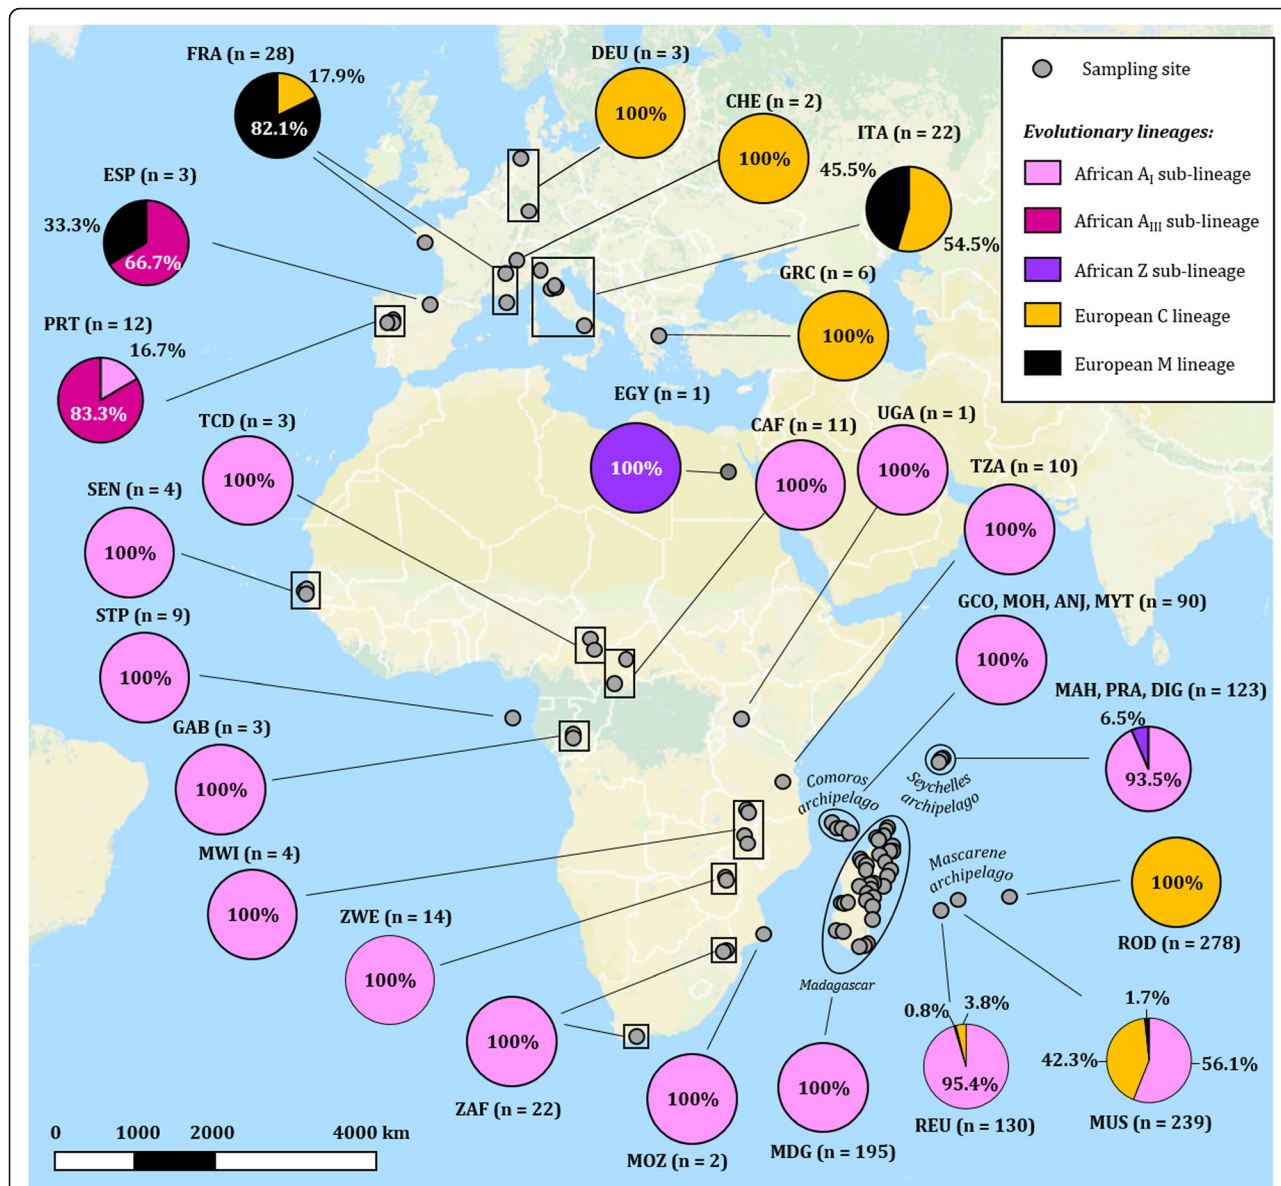 FRA (n = 28)
17.9%
82.1%
DEU (n = 3)
100%
CHE (n = 2)
100%
ITA (n = 22)
45.5%
54.5%
Sampling site
Evolutionary lineages:
African A_I sub-lineage
African A_III sub-lineage
African Z sub-lineage
European C lineage
European M lineage
ESP (n = 3)
33.3%
66.7%
GRC (n = 6)
100%
PRT (n = 12)
16.7%
83.3%
TCD (n = 3)
100%
EGY (n = 1)
100%
CAF (n = 11)
100%
UGA (n = 1)
100%
TZA (n = 10)
100%
SEN (n = 4)
100%
GCO, MOH, ANJ, MYT (n = 90)
100%
STP (n = 9)
100%
MAH, PRA, DIG (n = 123)
6.5%
93.5%
GAB (n = 3)
100%
Comoros
archipelago
Seychelles
archipelago
MWI (n = 4)
100%
Mascarene
archipelago
100%
ROD (n = 278)
ZWE (n = 14)
100%
Madagascar
100%
ZAF (n = 22)
100%
MOZ (n = 2)
100%
MDG (n = 195)
0.8%
3.8%
95.4%
REU (n = 130)
1.7%
42.3%
56.1%
MUS (n = 239)
0 1000 2000 4000 km